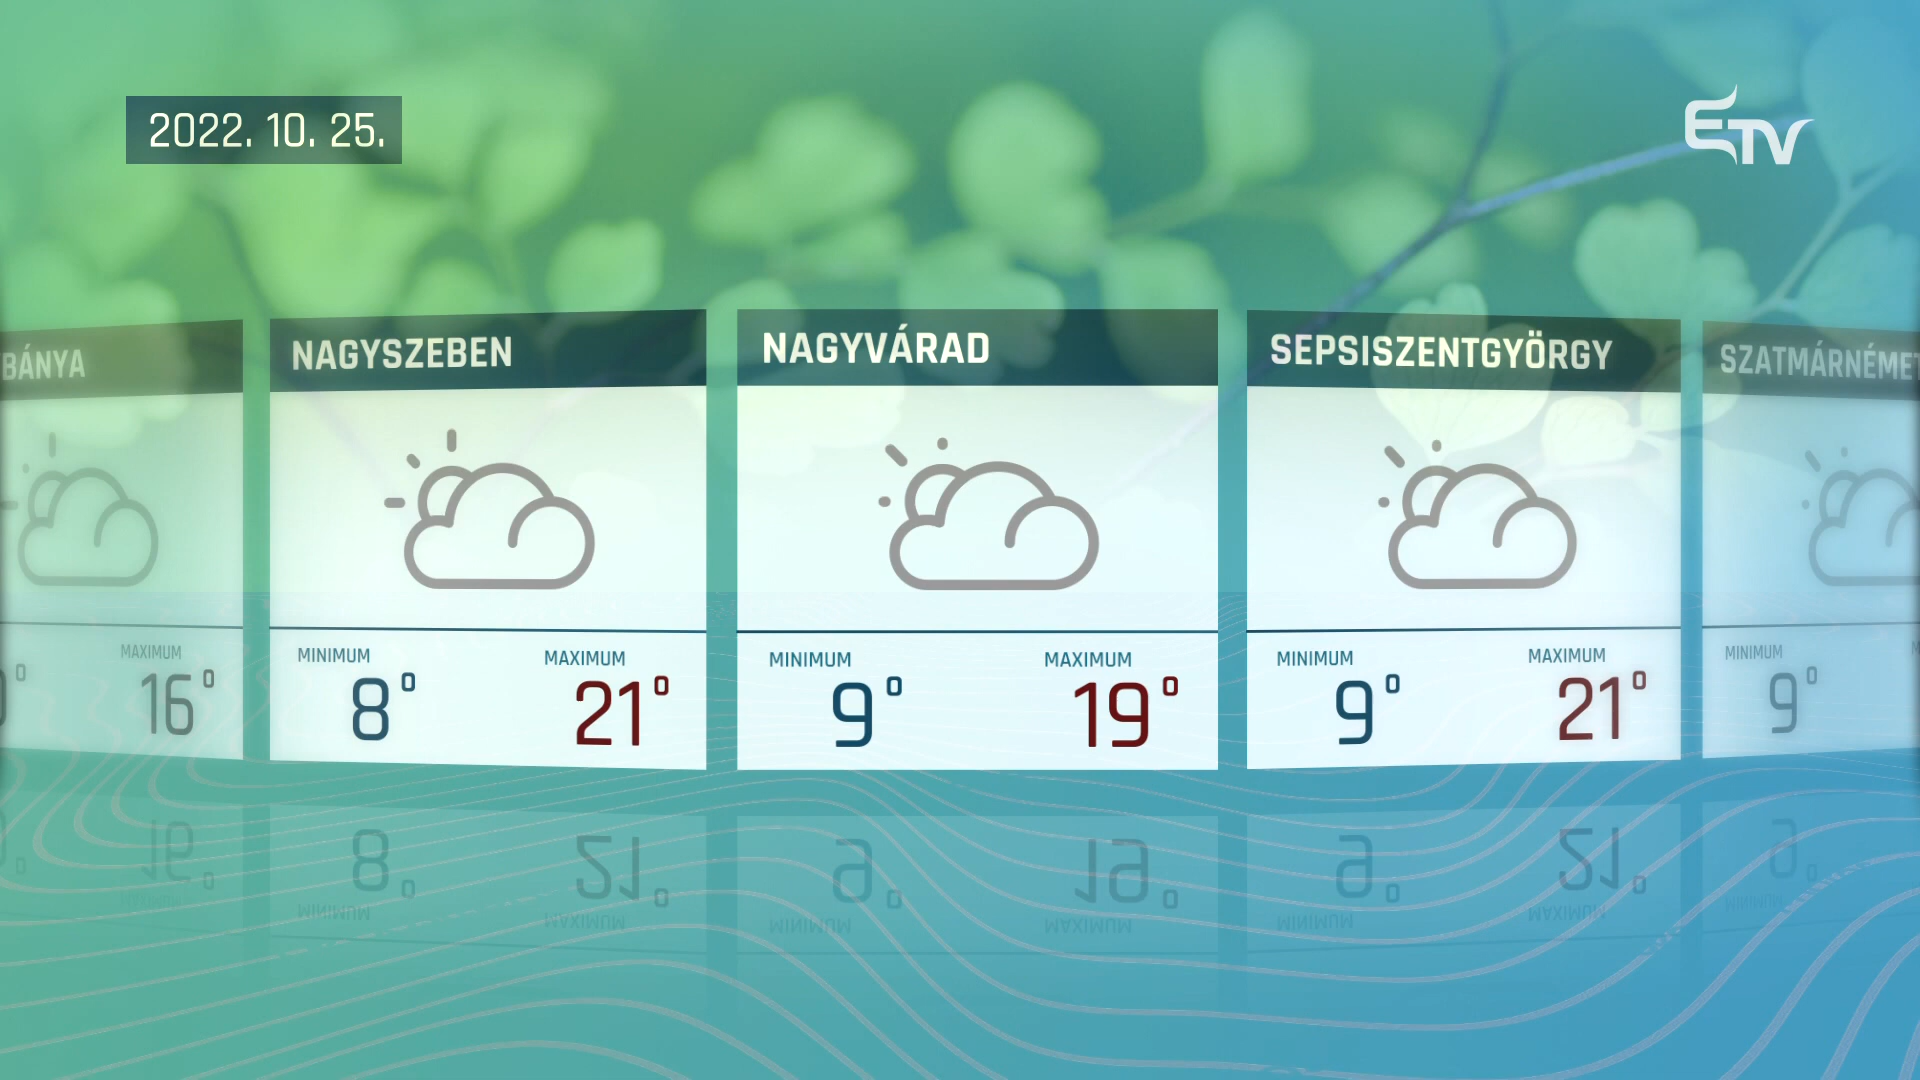 2022. 10. 25.
ETV
BÁNYA
MAXIMUM
16°
NAGYSZEBEN
MINIMUM
8°
MAXIMUM
21°
NAGYVÁRAD
MINIMUM
9°
MAXIMUM
19°
SEPSISZENTGYÖRGY
MINIMUM
9°
MAXIMUM
21°
SZATMÁRNÉMET
MINIMUM
9°